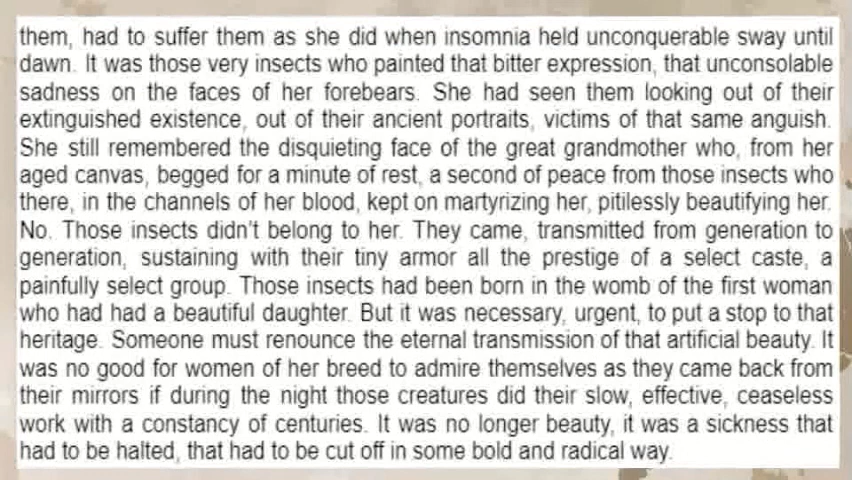 them, had to suffer them as she did when insomnia held unconquerable sway until
dawn. It was those very insects who painted that bitter expression, that unconsolable
sadness on the faces of her forebears. She had seen them looking out of their
extinguished existence, out of their ancient portraits, victims of that same anguish.
She still remembered the disquieting face of the great grandmother who, from her
aged canvas, begged for a minute of rest, a second of peace from those insects who
there, in the channels of her blood, kept on martyrizing her, pitilessly beautifying her.
No. Those insects didn't belong to her. They came, transmitted from generation to
generation, sustaining with their tiny armor all the prestige of a select caste, a
painfully select group. Those insects had been born in the womb of the first woman
who had had a beautiful daughter. But it was necessary, urgent, to put a stop to that
heritage. Someone must renounce the eternal transmission of that artificial beauty. It
was no good for women of her breed to admire themselves as they came back from
their mirrors if during the night those creatures did their slow, effective, ceaseless
work with a constancy of centuries. It was no longer beauty, it was a sickness that
had to be halted, that had to be cut off in some bold and radical way.